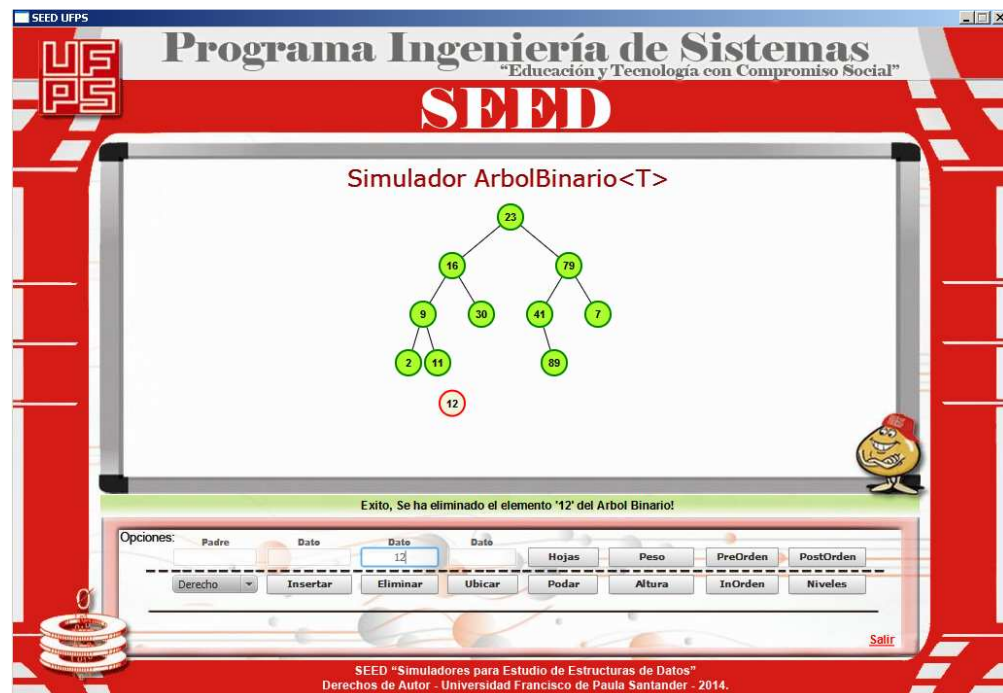 SEED UFPS
UFPS
Programa Ingeniería de Sistemas
“Educación y Tecnología con Compromiso Social”
SEED
Simulador ArbolBinario<T>
23
16 79
9 30 41 7
2 11 89
12
Exito, Se ha eliminado el elemento '12' del Arbol Binario!
Opciones:
Padre Dato Dato Dato
12 Hojas Peso PreOrden PostOrden
Derecho Insertar Eliminar Ubicar Podar Altura InOrden Niveles
Salir
SEED “Simuladores para Estudio de Estructuras de Datos”
Derechos de Autor - Universidad Francisco de Paula Santander - 2014.